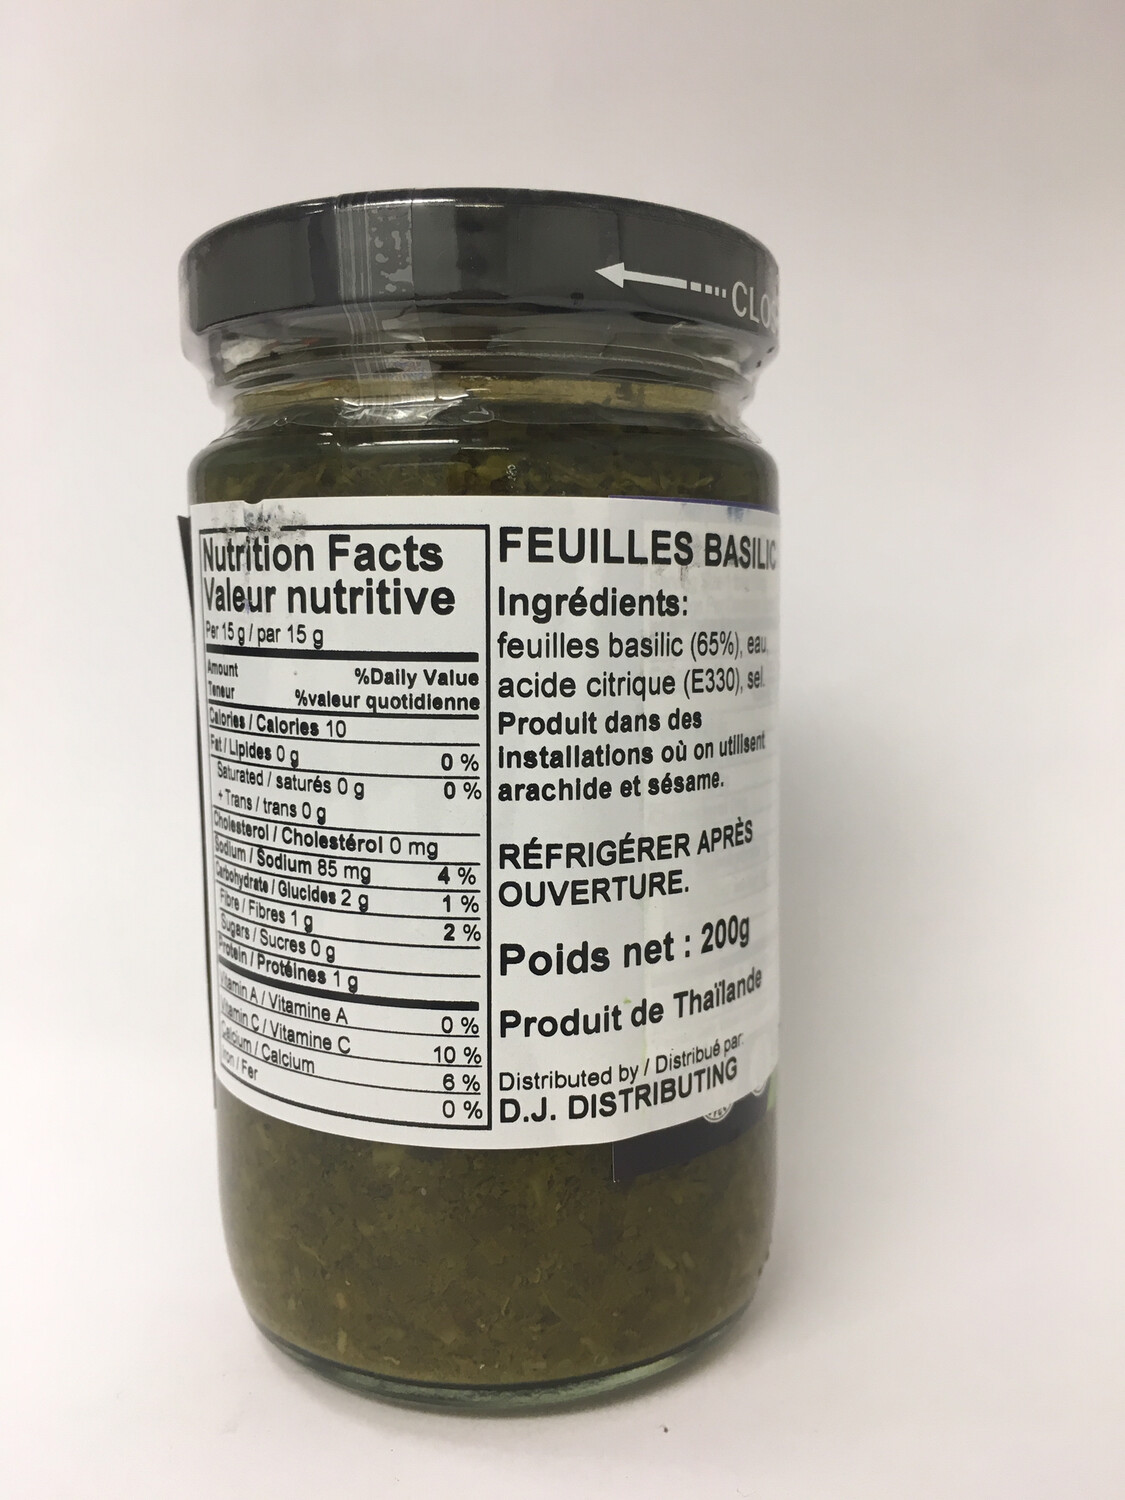 CLOS
Nutrition Facts
Valeur nutritive
Per 15 g / par 15 g
Amount %Daily Value
Teneur %valeur quotidienne
Calories / Calories 10
Fat / Lipides 0 g 0 %
Saturated / saturés 0 g 0 %
+ Trans / trans 0 g
Cholesterol / Cholestérol 0 mg
Sodium / Sodium 85 mg 4 %
Carbohydrate / Glucides 2 g 1 %
Fibre / Fibres 1 g 2 %
Sugars / Sucres 0 g
Protein / Protéines 1 g
Vitamin A / Vitamine A 0 %
Vitamin C / Vitamine C 10 %
Calcium / Calcium 6 %
Iron / Fer 0 %
FEUILLES BASILIC
Ingrédients:
feuilles basilic (65%), eau,
acide citrique (E330), sel.
Produit dans des
installations où on utilisent
arachide et sésame.
RÉFRIGÉRER APRÈS
OUVERTURE.
Poids net : 200g
Produit de Thaïlande
Distributed by / Distribué par:
D.J. DISTRIBUTING